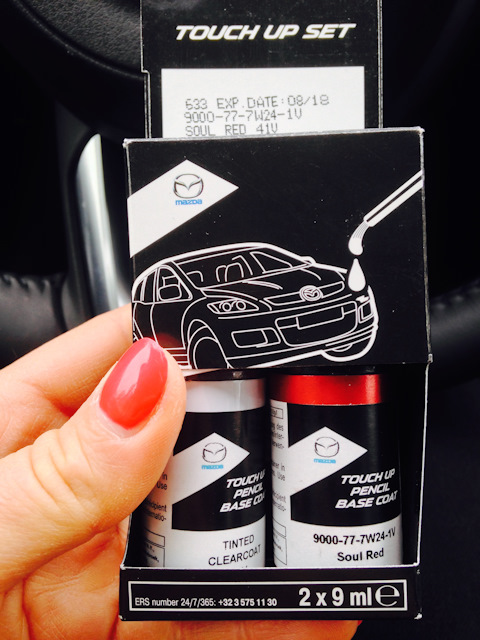 TOUCH UP SET
633 EXP.DATE:08/18
9000-77-7W24-1V
SOUL RED 41V
mazda
mazda
TOUCH UP
PENCIL
BASE COAT
TINTED
CLEARCOAT
mazda
TOUCH UP
PENCIL
BASE COAT
9000-77-7W24-1V
Soul Red
ERS number 24/7/365: +32 3 575 11 30
2 x 9 ml e